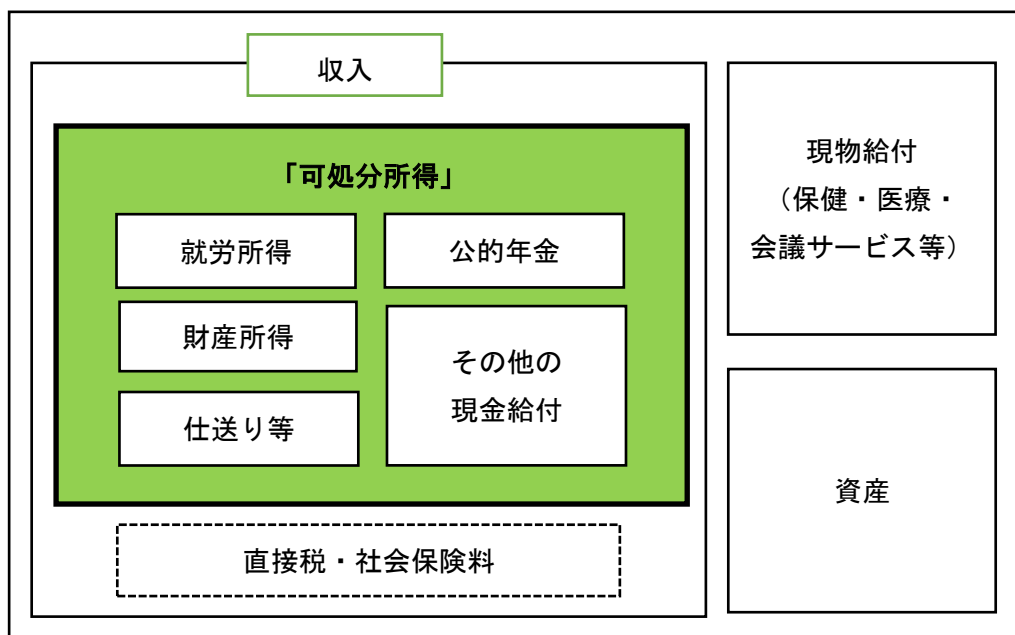 収入
「可処分所得」
就労所得
公的年金
財産所得
その他の
現金給付
仕送り等
直接税・社会保険料
現物給付
(保健・医療・
会議サービス等)
資産